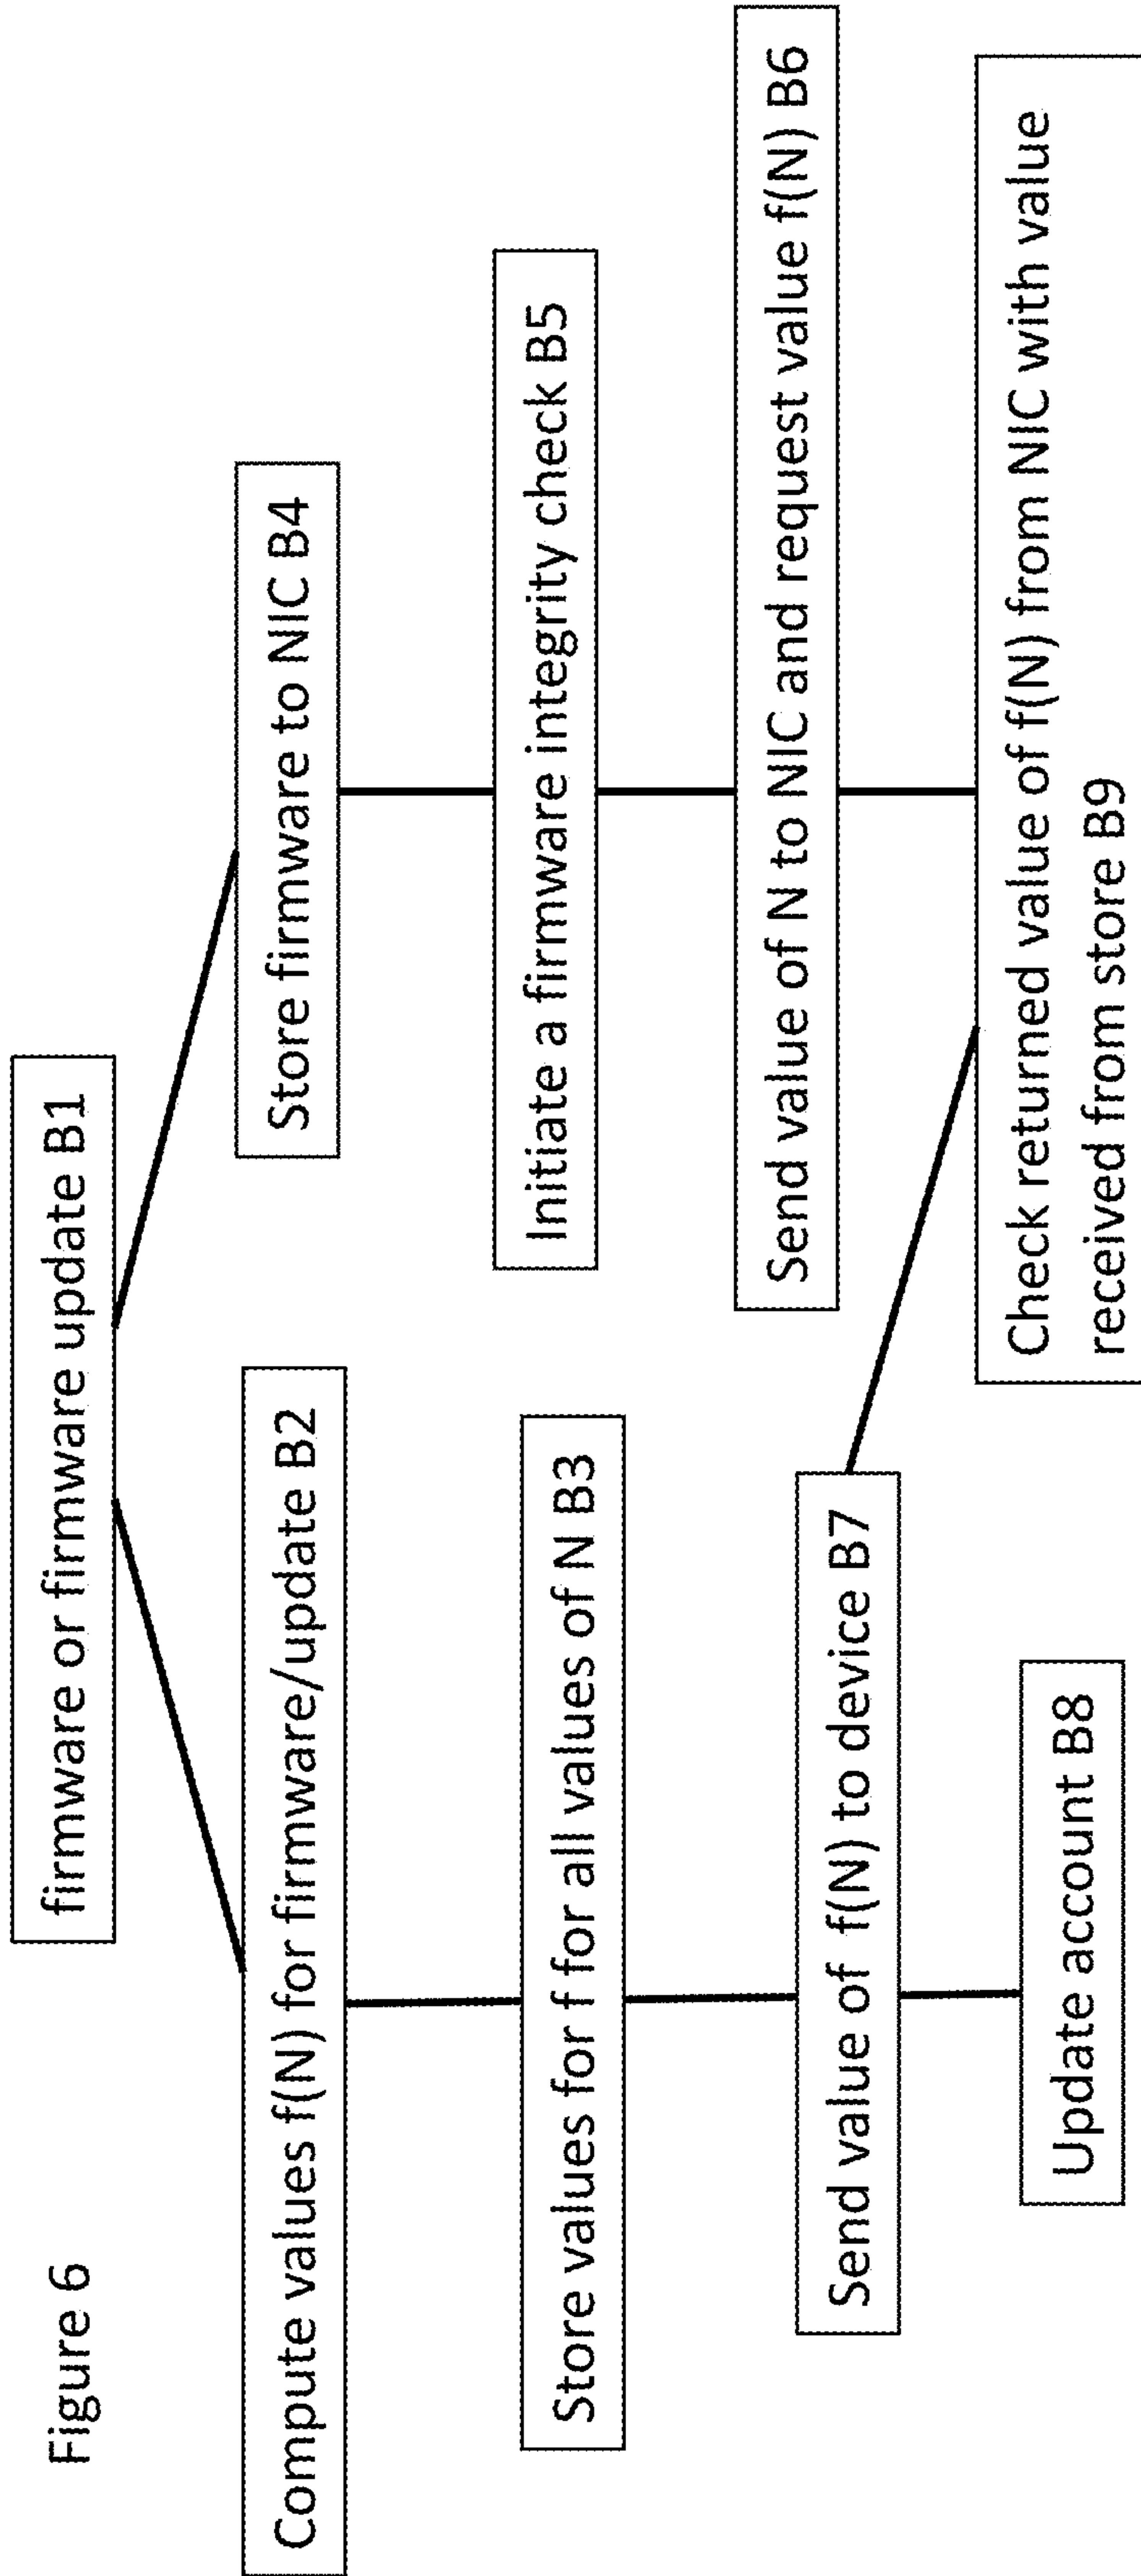 Figure 6
firmware or firmware update B1
Compute values f(N) for firmware/update B2
Store values for f for all values of N B3
Send value of f(N) to device B7
Update account B8
Store firmware to NIC B4
Initiate a firmware integrity check B5
Send value of N to NIC and request value f(N) B6
Check returned value of f(N) from NIC with value
received from store B9